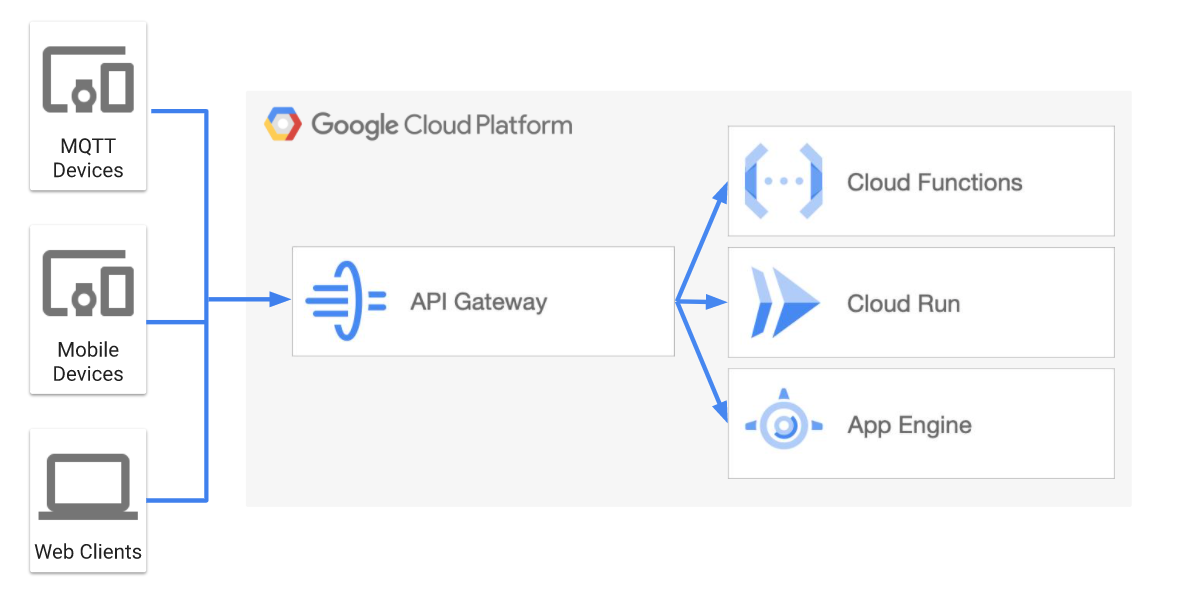 MQTT
Devices
Mobile
Devices
Web Clients
Google Cloud Platform
API Gateway
Cloud Functions
Cloud Run
App Engine